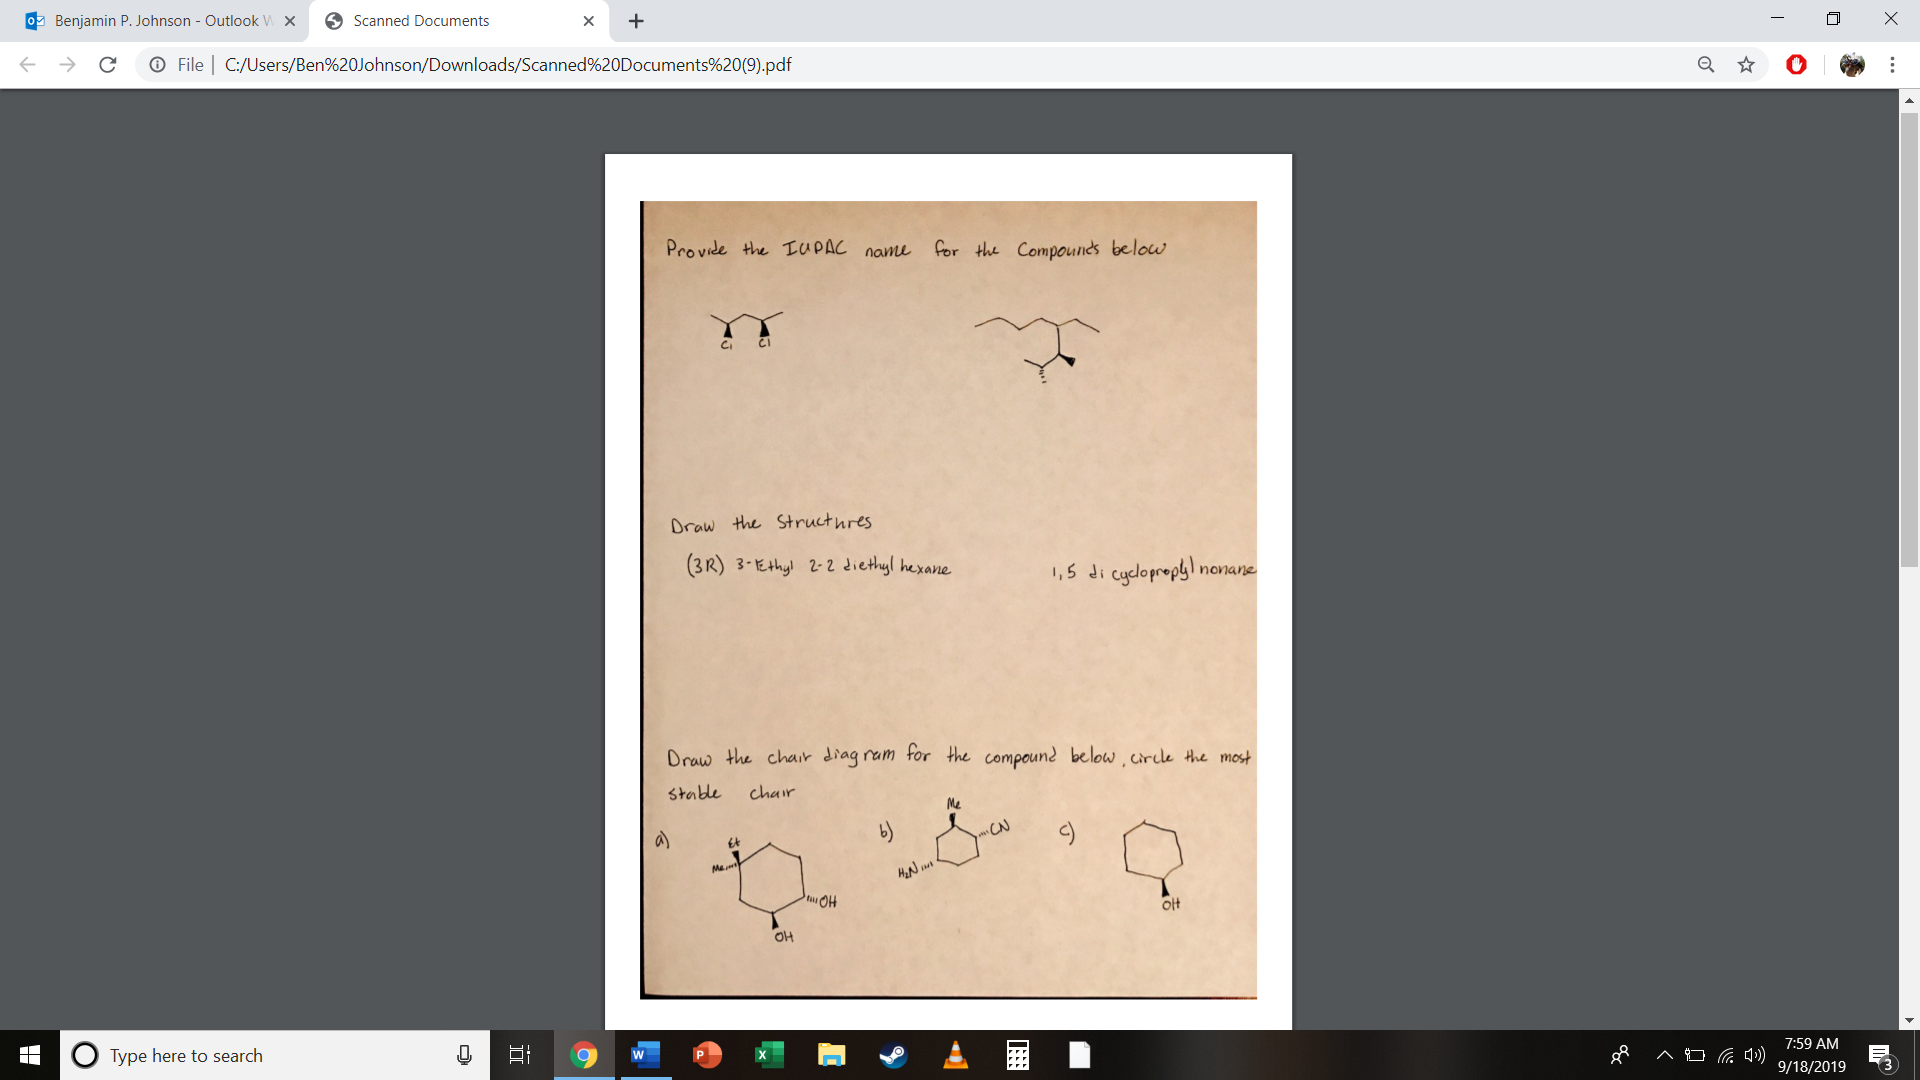 Benjamin P. Johnson - Outlook W
Scanned Documents
File
C:/Users/Ben%20Johnson/Downloads/Scanned%20Documents%20(9).pdf
Provide the IUPAC name for the Compounds below
Cl Cl
Draw the Structures
(3R) 3-Ethyl 2-2 diethyl hexane
1,5 di cyclopropyl nonane
Draw the chair diagram for the compound below, circle the most
stable chair
a)
Et
Me
OH
OH
b)
Me
CN
H2N
c)
OH
Type here to search
7:59 AM
9/18/2019
3